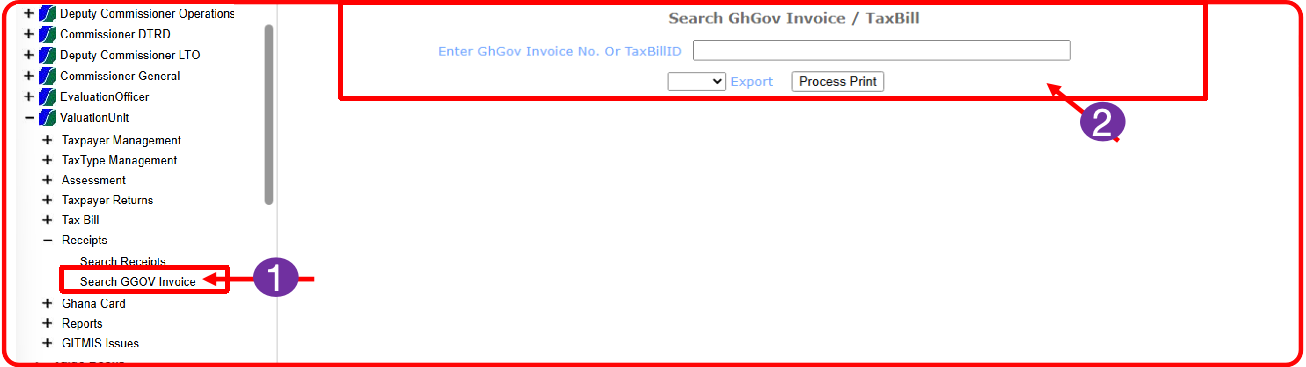 Deputy Commissioner Operations
Commissioner DTRD
Deputy Commissioner LTO
Commissioner General
EvaluationOfficer
ValuationUnit
Taxpayer Management
TaxType Management
Assessment
Taxpayer Returns
Tax Bill
Receipts
Search Receipts
Search GGOV Invoice
Ghana Card
Reports
GITMIS Issues
1
Search GhGov Invoice / TaxBill
Enter GhGov Invoice No. Or TaxBillID
Export Process Print
2